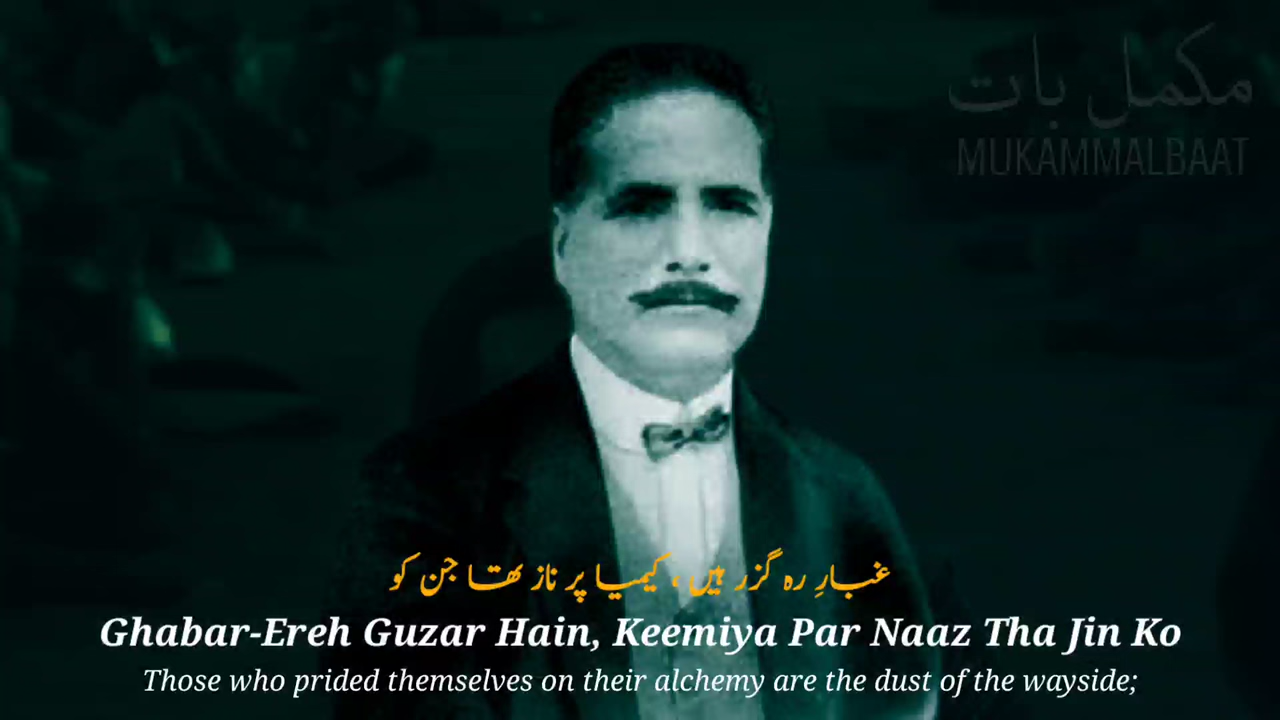 مکمل بات
MUKAMMALBAAT
غبارِ رہ گزر ہیں، کیمیا پر ناز تھا جن کو
Ghabar-Ereh Guzar Hain, Keemiya Par Naaz Tha Jin Ko
Those who prided themselves on their alchemy are the dust of the wayside;